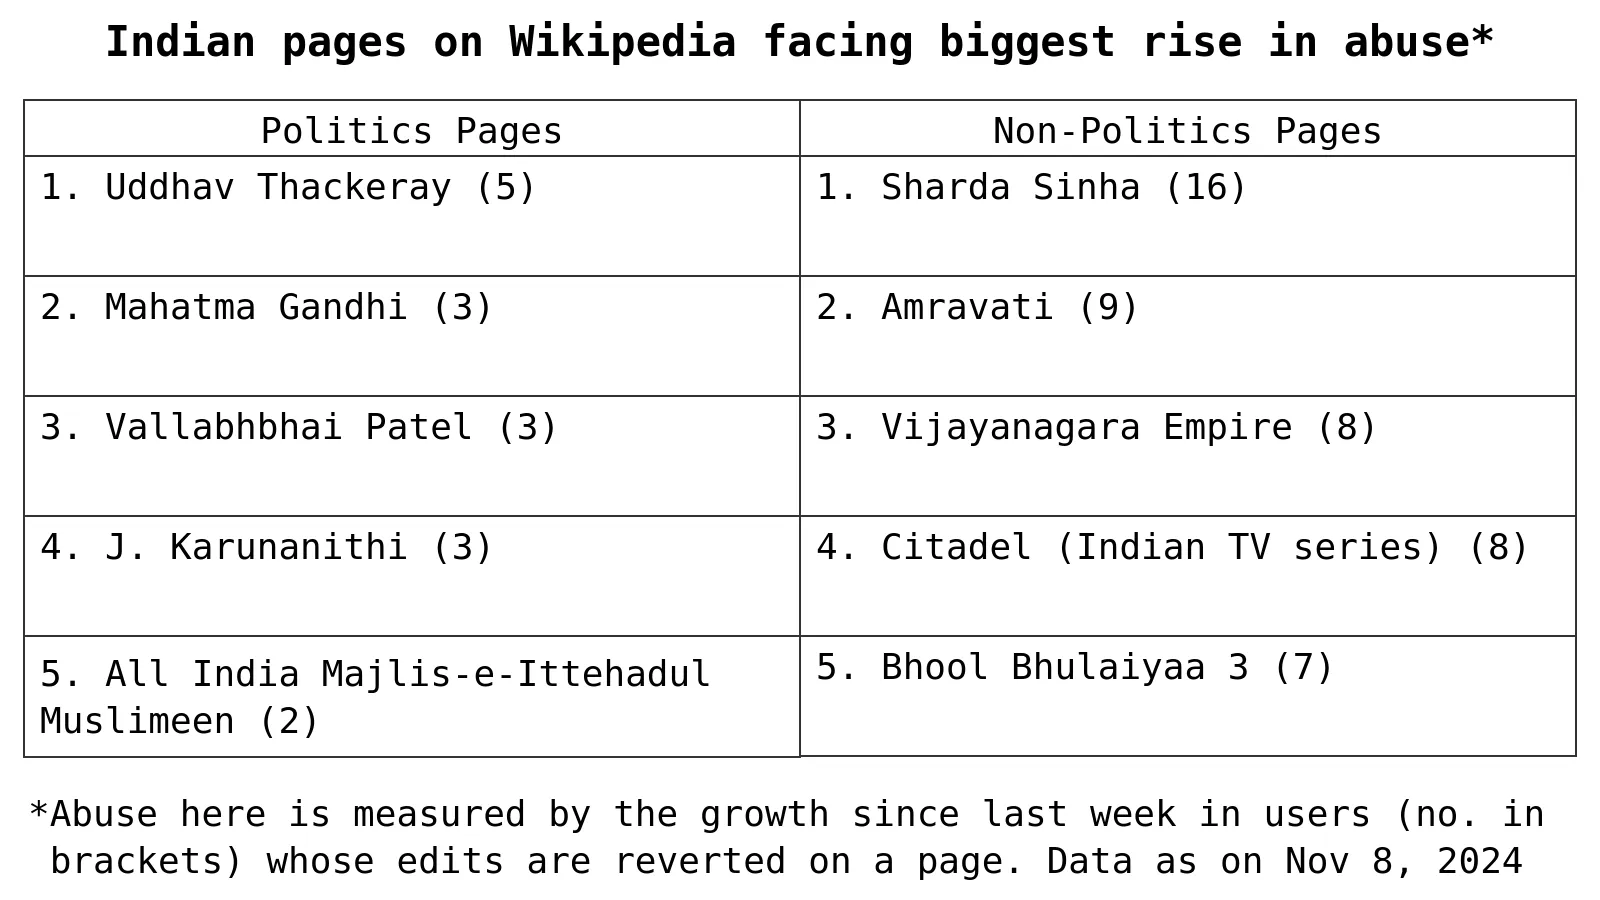 Indian pages on Wikipedia facing biggest rise in abuse*
Politics Pages
Non-Politics Pages
1. Uddhav Thackeray (5)
1. Sharda Sinha (16)
2. Mahatma Gandhi (3)
2. Amravati (9)
3. Vallabhbhai Patel (3)
3. Vijayanagara Empire (8)
4. J. Karunanithi (3)
4. Citadel (Indian TV series) (8)
5. All India Majlis-e-Ittehadul
Muslimeen (2)
5. Bhool Bhulaiyaa 3 (7)
*Abuse here is measured by the growth since last week in users (no. in
brackets) whose edits are reverted on a page. Data as on Nov 8, 2024